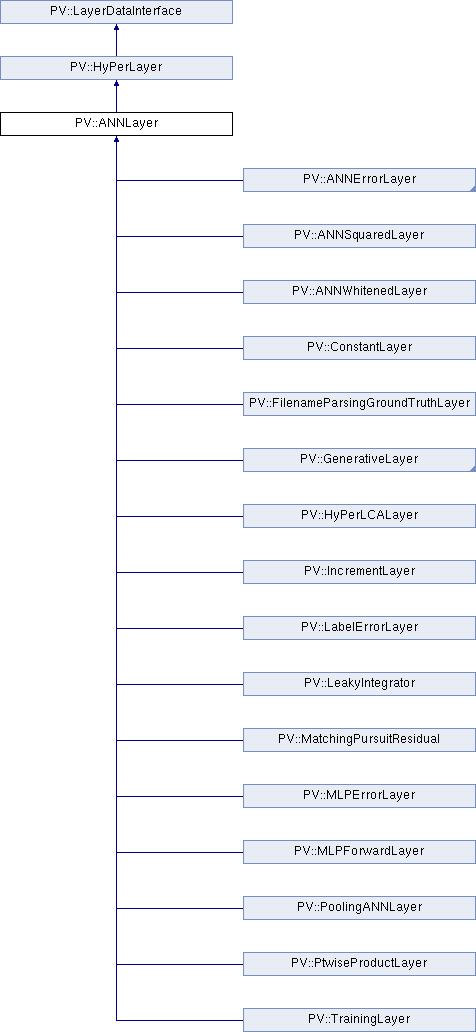 PV::LayerDataInterface
PV::HyPerLayer
PV::ANNLayer
PV::ANNErrorLayer
PV::ANNSquaredLayer
PV::ANNWhitenedLayer
PV::ConstantLayer
PV::FilenameParsingGroundTruthLayer
PV::GenerativeLayer
PV::HyPerLCALayer
PV::IncrementLayer
PV::LabelErrorLayer
PV::LeakyIntegrator
PV::MatchingPursuitResidual
PV::MLPErrorLayer
PV::MLPForwardLayer
PV::PoolingANNLayer
PV::PtwiseProductLayer
PV::TrainingLayer